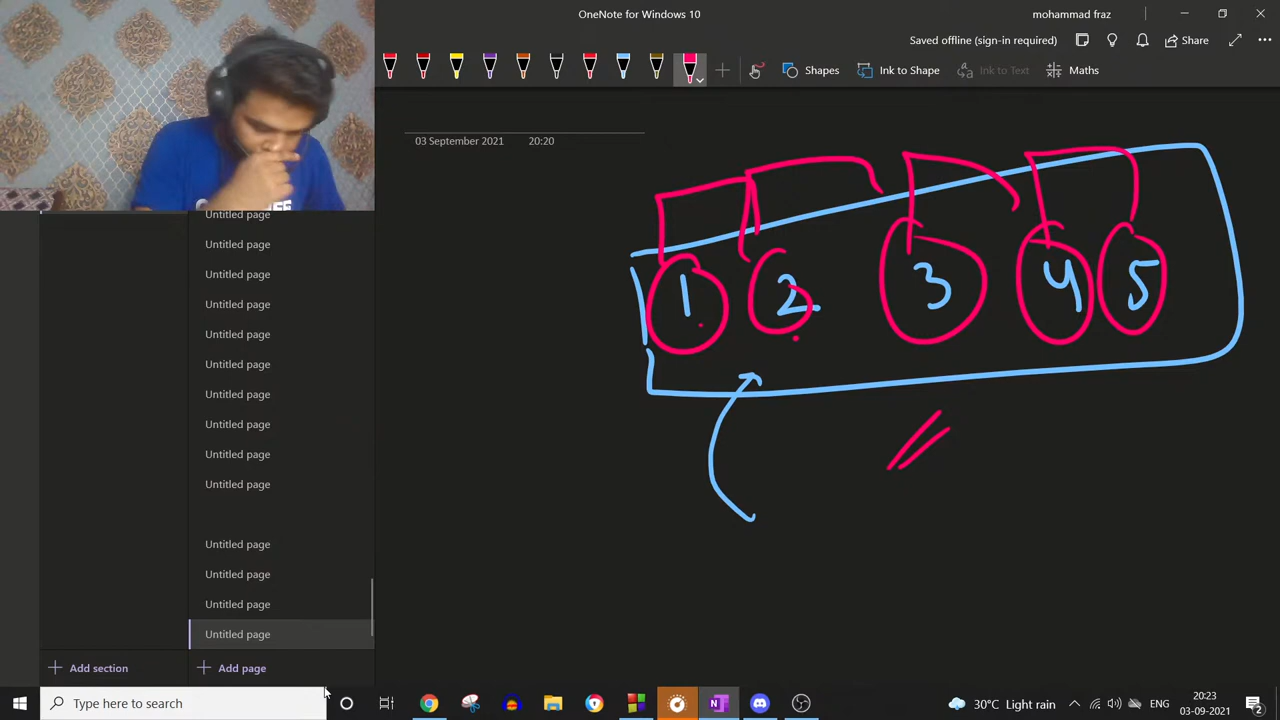 OneNote for Windows 10
mohammad fraz
Saved offline (sign-in required)
Share
Shapes
Ink to Shape
Ink to Text
Maths
03 September 2021 20:20
1 2 3 4 5
Untitled page
Untitled page
Untitled page
Untitled page
Untitled page
Untitled page
Untitled page
Untitled page
Untitled page
Untitled page
Untitled page
Untitled page
Untitled page
Untitled page
Add section
Add page
Type here to search
30°C Light rain
20:23
03-09-2021
2